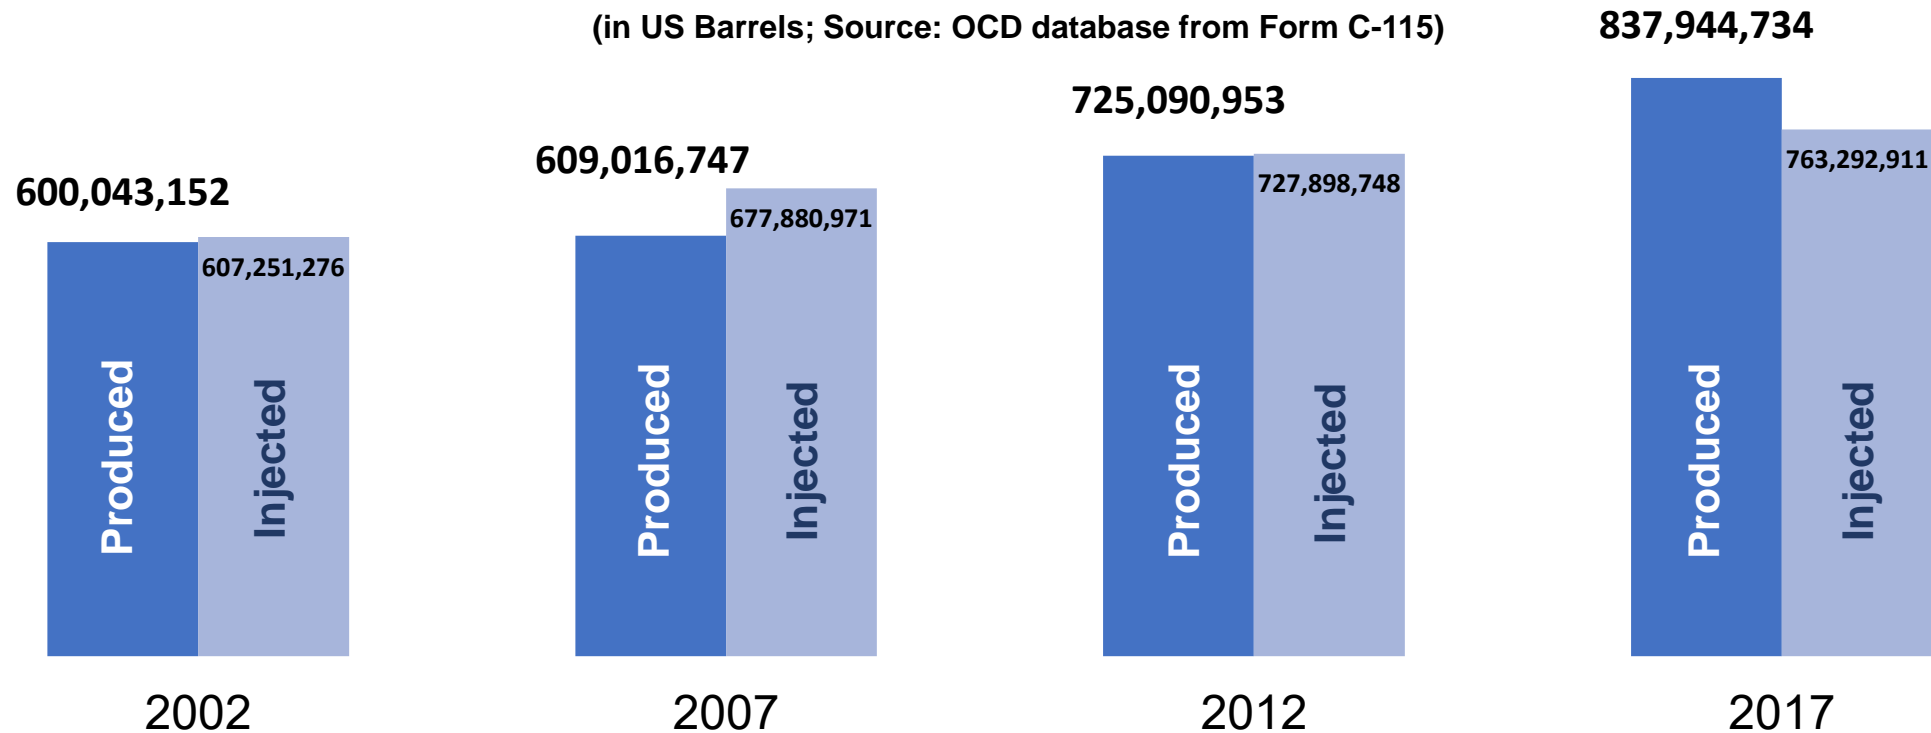 (in US Barrels; Source: OCD database from Form C-115)
600,043,152
607,251,276
Produced
Injected
2002
609,016,747
677,880,971
Produced
Injected
2007
725,090,953
727,898,748
Produced
Injected
2012
837,944,734
763,292,911
Produced
Injected
2017